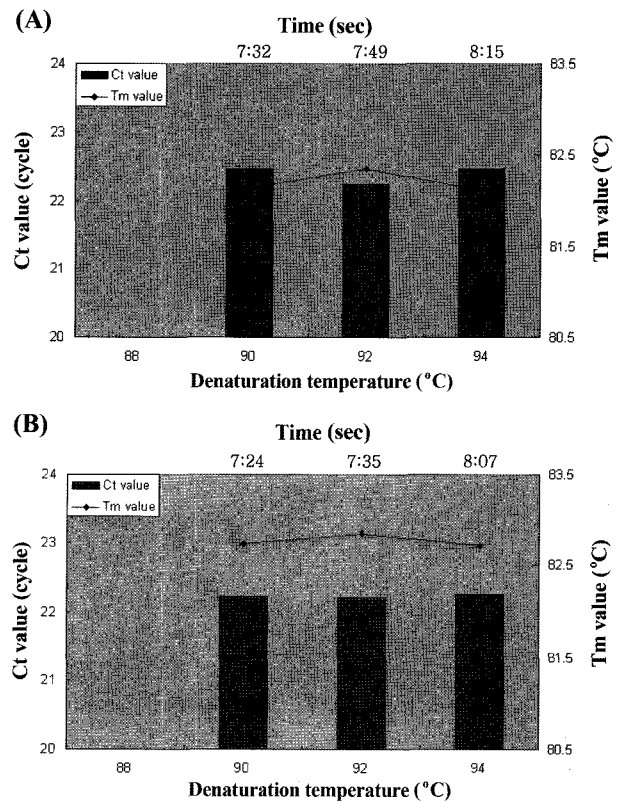 (A)
Time (sec)
7:32 7:49 8:15
24 83.5
Ct value
Tm value
23 82.5
22
81.5
21
20 80.5
Ct value (cycle)
Tm value (°C)
88 90 92 94
Denaturation temperature (°C)
(B)
Time (sec)
7:24 7:35 8:07
24 83.5
Ct value
Tm value
23 82.5
22
81.5
21
20 80.5
Ct value (cycle)
Tm value (°C)
88 90 92 94
Denaturation temperature (°C)